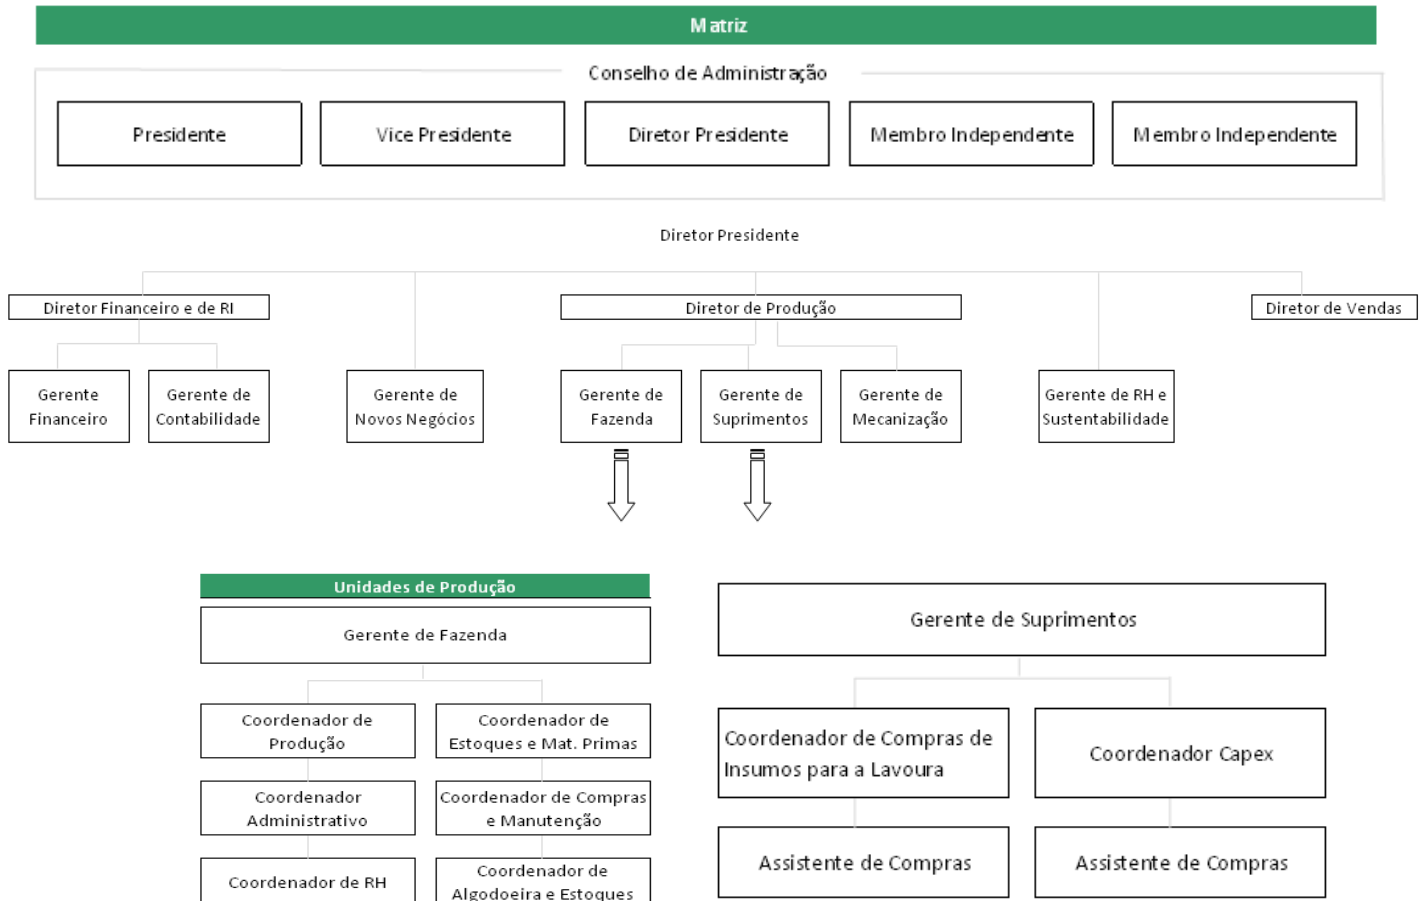 Matriz
Conselho de Administração
Presidente
Vice Presidente
Diretor Presidente
Membro Independente
Membro Independente
Diretor Presidente
Diretor Financeiro e de RI
Diretor de Produção
Diretor de Vendas
Gerente
Financeiro
Gerente de
Contabilidade
Gerente de
Novos Negócios
Gerente de
Fazenda
Gerente de
Suprimentos
Gerente de
Mecanização
Gerente de RH e
Sustentabilidade
Unidades de Produção
Gerente de Fazenda
Coordenador de
Produção
Coordenador de
Estoques e Mat. Primas
Coordenador
Administrativo
Coordenador de Compras
e Manutenção
Coordenador de RH
Coordenador de
Algodoeira e Estoques
Gerente de Suprimentos
Coordenador de Compras de
Insumos para a Lavoura
Coordenador Capex
Assistente de Compras
Assistente de Compras